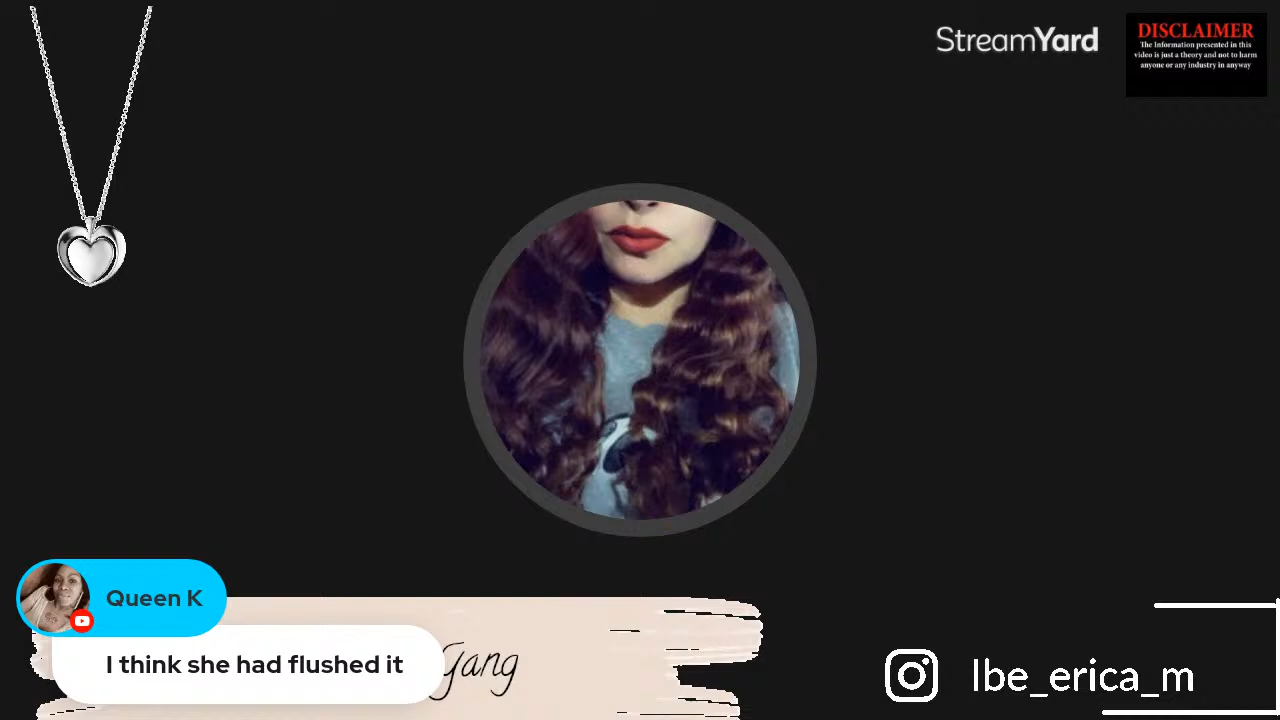 StreamYard
DISCLAIMER
The Information presented in this
video is just a theory and not to harm
anyone or any industry in anyway
Queen K
I think she had flushed it
Gang
Ibe_erica_m